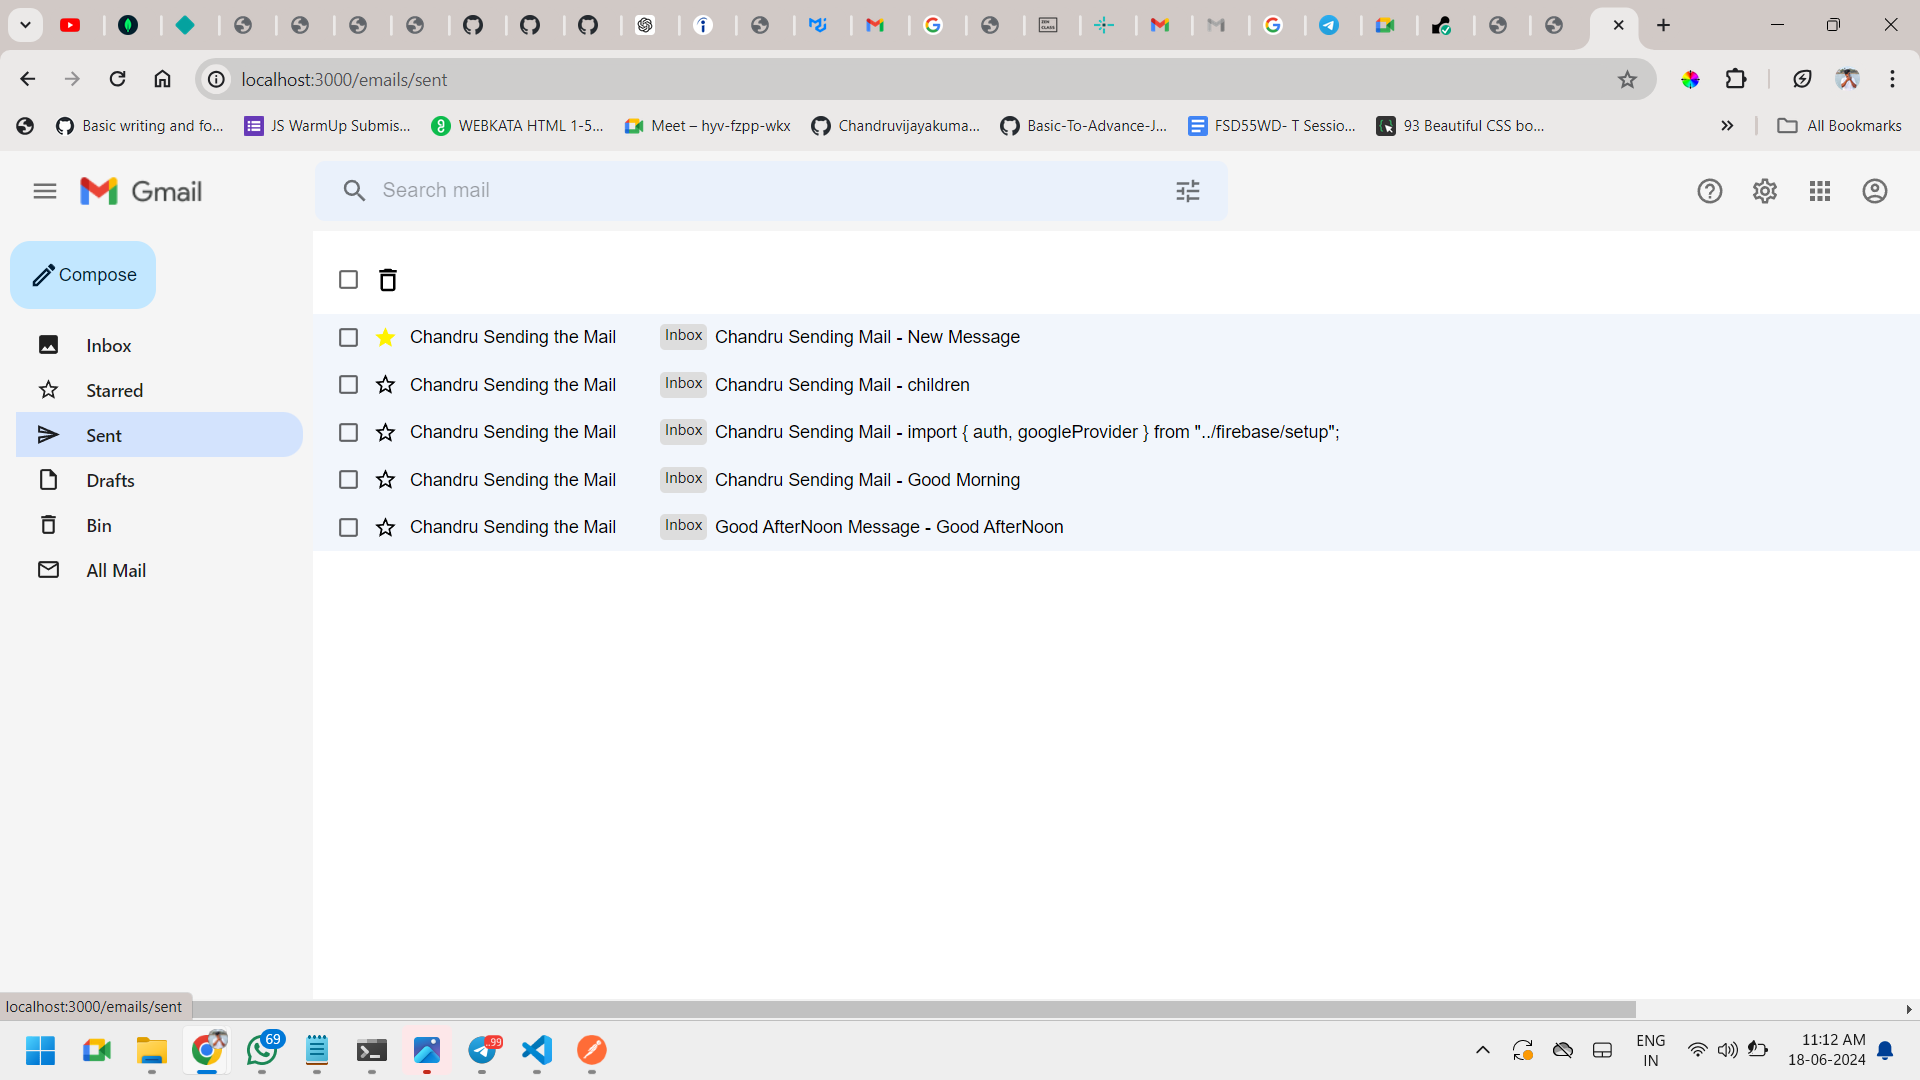 localhost:3000/emails/sent
Basic writing and fo...
JS WarmUp Submis...
WEBKATA HTML 1-5...
Meet – hyv-fzpp-wkx
Chandruvijayakuma...
Basic-To-Advance-J...
FSD55WD- T Sessio...
93 Beautiful CSS bo...
All Bookmarks
Gmail
Search mail
Compose
Inbox
Starred
Sent
Drafts
Bin
All Mail
Chandru Sending the Mail Inbox Chandru Sending Mail - New Message
Chandru Sending the Mail Inbox Chandru Sending Mail - children
Chandru Sending the Mail Inbox Chandru Sending Mail - import { auth, googleProvider } from "../firebase/setup";
Chandru Sending the Mail Inbox Chandru Sending Mail - Good Morning
Chandru Sending the Mail Inbox Good AfterNoon Message - Good AfterNoon
localhost:3000/emails/sent
69
..99
ENG
IN
11:12 AM
18-06-2024